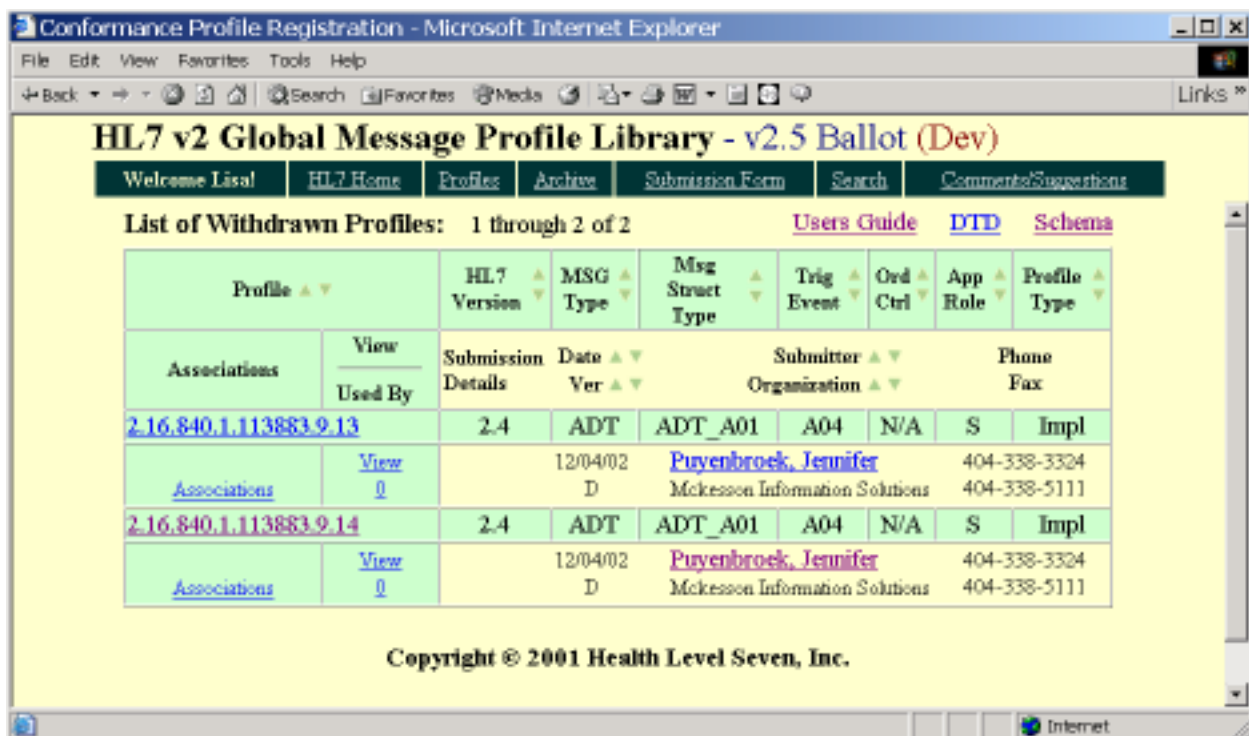 Conformance Profile Registration - Microsoft Internet Explorer
File Edit View Favorites Tools Help
Back Search Favorites Media Links »
HL7 v2 Global Message Profile Library - v2.5 Ballot (Dev)
Welcome Lisa! HL7 Home Profiles Archive Submission Form Search Comments/Suggestions
List of Withdrawn Profiles: 1 through 2 of 2 Users Guide DTD Schema
Profile HL7 Version MSG Type Msg Struct Type Trig Event Ord Ctrl App Role Profile Type
Associations View Used By Submission Details Date Ver Submitter Organization Phone Fax
2.16.840.1.113883.9.13 2.4 ADT ADT_A01 A04 N/A S Impl
View 12/04/02 Puyenbroek, Jennifer 404-338-3324
Associations 0 D Mckesson Information Solutions 404-338-5111
2.16.840.1.113883.9.14 2.4 ADT ADT_A01 A04 N/A S Impl
View 12/04/02 Puyenbroek, Jennifer 404-338-3324
Associations 0 D Mckesson Information Solutions 404-338-5111
Copyright © 2001 Health Level Seven, Inc.
Internet